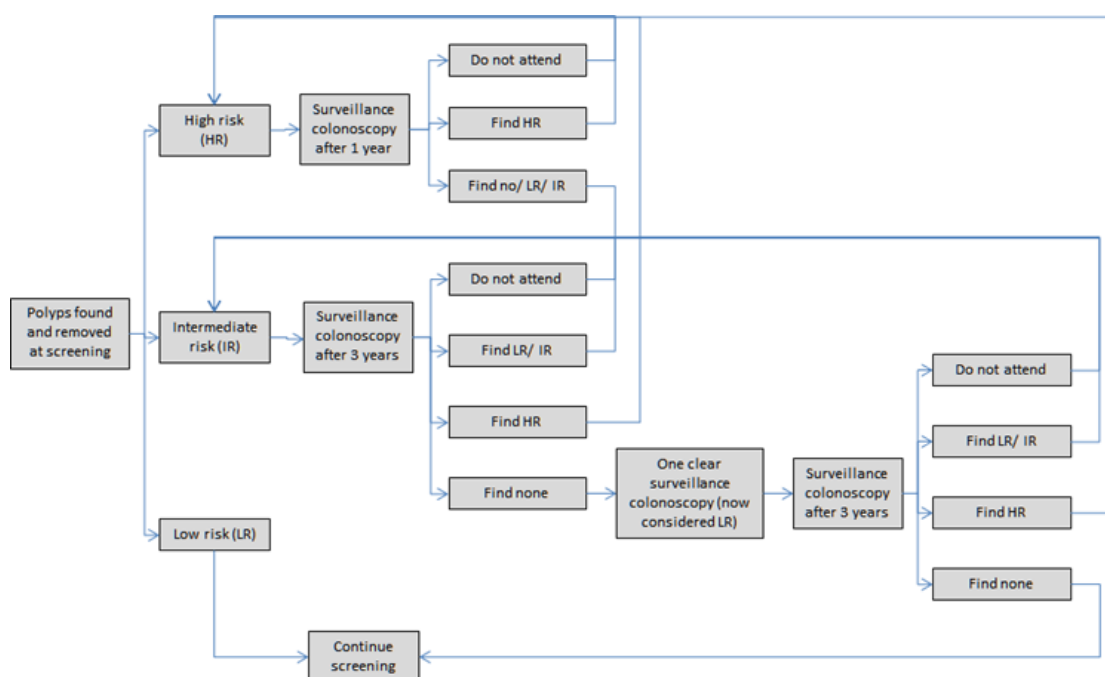 Do not attend
High risk
(HR)
Surveillance
colonoscopy
after 1 year
Find HR
Find no/ LR/ IR
Polyps found
and removed
at screening
Intermediate
risk (IR)
Surveillance
colonoscopy
after 3 years
Do not attend
Find LR/ IR
Find HR
Find none
One clear
surveillance
colonoscopy (now
considered LR)
Surveillance
colonoscopy
after 3 years
Do not attend
Find LR/ IR
Find HR
Find none
Low risk (LR)
Continue
screening